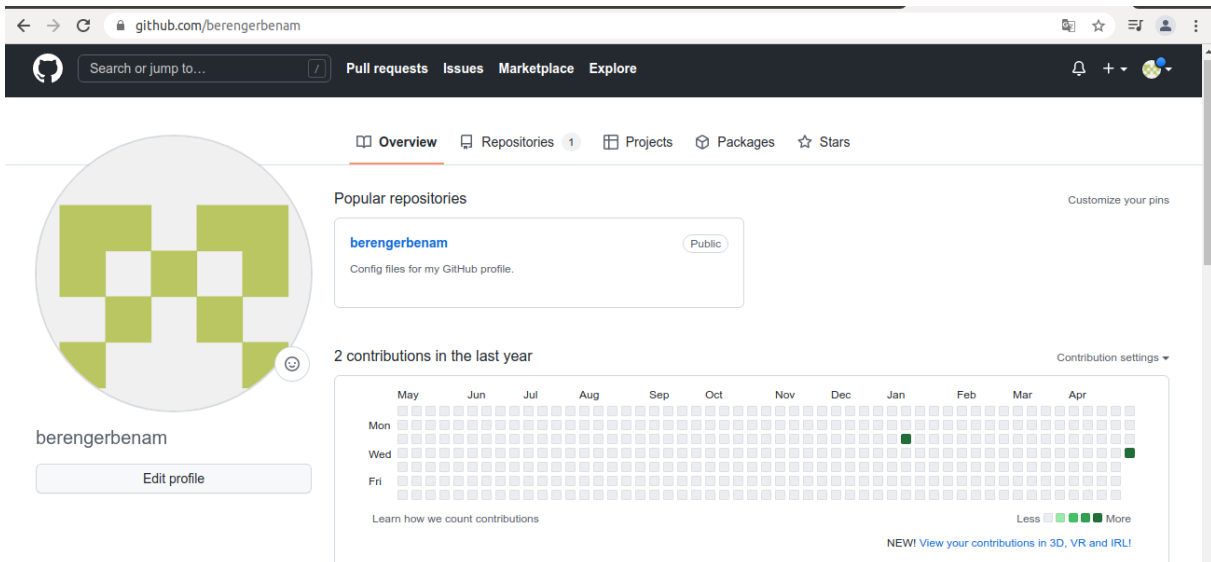 github.com/berengerbenam
Search or jump to... /
Pull requests Issues Marketplace Explore
Overview Repositories 1 Projects Packages Stars
Popular repositories Customize your pins
berengerbenam Public
Config files for my GitHub profile.
2 contributions in the last year Contribution settings
May Jun Jul Aug Sep Oct Nov Dec Jan Feb Mar Apr
Mon
Wed
Fri
Learn how we count contributions Less More
NEW! View your contributions in 3D, VR and IRL!
berengerbenam
Edit profile